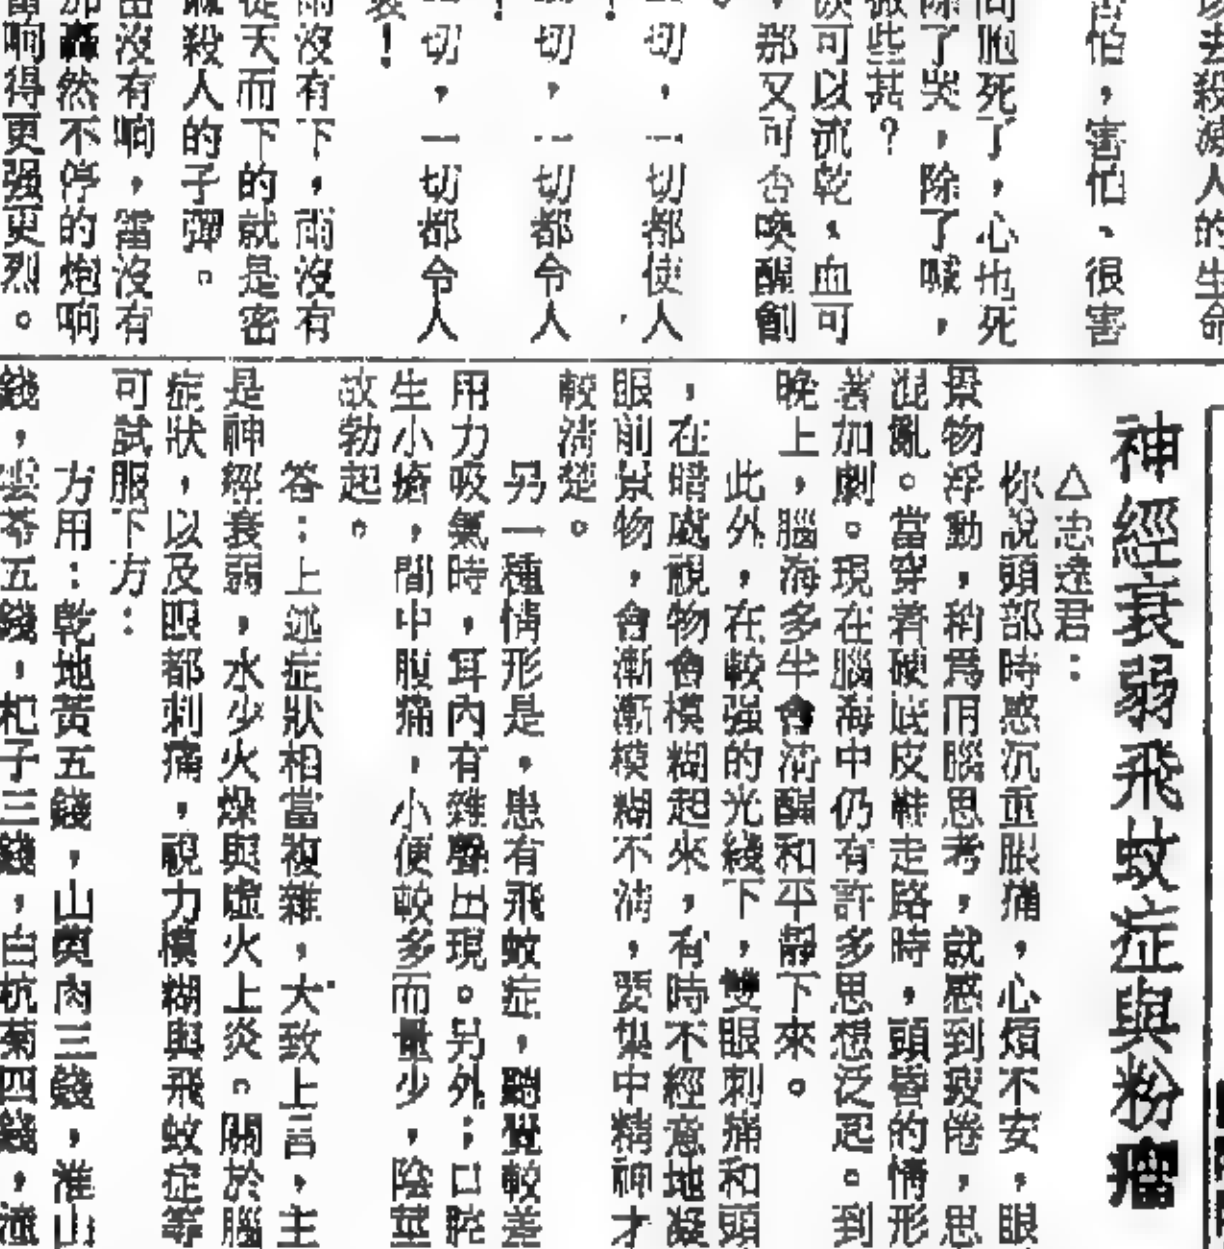 去殺滅人的生命
害怕，害怕、很害
同胞死了，心也死
除了哭，除了喊，
做些甚？
可以流乾，血可
，那又可否喚醒創
切，一切都使人
！
切，一切都令人
！
切，一切都令人
！
雨沒有下，雨沒有
從天而下的就是密
殺人的子彈。
沒有响，雷沒有
那轟然不停的炮响
响得更强更烈。
神經衰弱飛蚊症與粉瘤
△志遠君：
你說頭部時感沉重眼痛，心煩不安，眼
景物浮動，稍爲用腦思考，就感到疲倦，思
混亂。當穿着硬底皮鞋走路時，頭昏的情形
著加劇。現在腦海中仍有許多思想泛起。到
晚上，腦海多半會清醒和平靜下來。
此外，在較強的光綫下，雙眼刺痛和頭
，在暗處視物會模糊起來，有時不經意地凝
眼前景物，會漸漸模糊不清，要集中精神才
較清楚。
另一種情形是，患有飛蚊症，聽覺較差
用力吸氣時，耳內有雜聲出現。另外；口腔
生小瘡，間中腹痛，小便較多而量少，陰莖
故勃起。
答：上述症狀相當複雜，大致上言，主
是神經衰弱，水少火燥與虛火上炎。關於腦
症狀，以及眼都刺痛，視力模糊與飛蚊症等
可試服下方：
方用：乾地黃五錢，山萸肉三錢，淮山
錢，雲苓五錢，杞子三錢，白杭菊四錢，